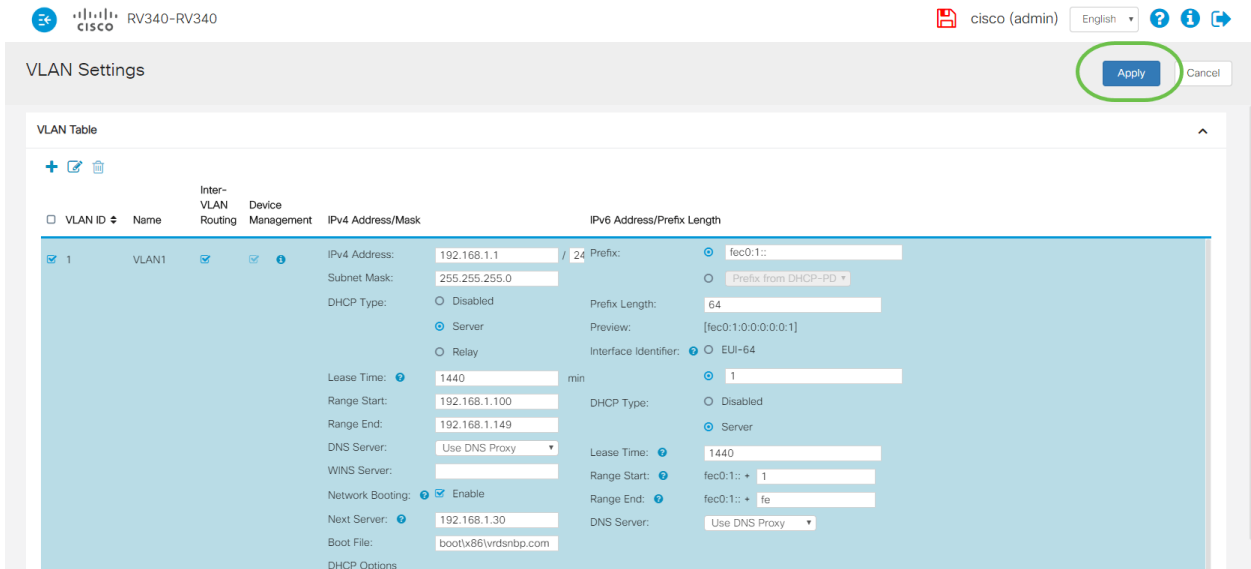 CISCO RV340-RV340 cisco (admin) English
VLAN Settings Apply Cancel
VLAN Table
Inter-
VLAN Device
VLAN ID Name Routing Management IPv4 Address/Mask IPv6 Address/Prefix Length
1 VLAN1 IPv4 Address: 192.168.1.1 / 24 Prefix: fec0:1::
Subnet Mask: 255.255.255.0 Prefix from DHCP-PD
DHCP Type: Disabled Prefix Length: 64
Server Preview: [fec0:1:0:0:0:0:0:1]
Relay Interface Identifier: EUI-64
Lease Time: 1440 min 1
Range Start: 192.168.1.100 DHCP Type: Disabled
Range End: 192.168.1.149 Server
DNS Server: Use DNS Proxy Lease Time: 1440
WINS Server: Range Start: fec0:1:: + 1
Network Booting: Enable Range End: fec0:1:: + fe
Next Server: 192.168.1.30 DNS Server: Use DNS Proxy
Boot File: boot\x86\vrdsnbp.com
DHCP Options